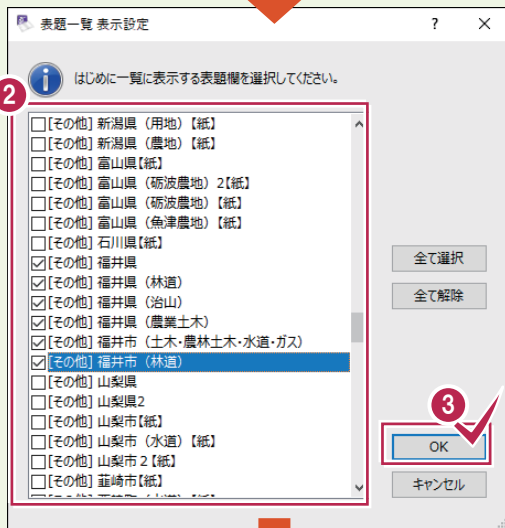 表題一覧 表示設定
?
はじめに一覧に表示する表題欄を選択してください。
2
[その他] 新潟県（用地）【紙】
[その他] 新潟県（農地）【紙】
[その他] 富山県【紙】
[その他] 富山県（砺波農地）2【紙】
[その他] 富山県（砺波農地）【紙】
[その他] 富山県（魚津農地）【紙】
[その他] 石川県【紙】
[その他] 福井県
[その他] 福井県（林道）
[その他] 福井県（治山）
[その他] 福井県（農業土木）
[その他] 福井市（土木・農林土木・水道・ガス）
[その他] 福井市（林道）
[その他] 山梨県
[その他] 山梨県2
[その他] 山梨市【紙】
[その他] 山梨市（水道）【紙】
[その他] 山梨市２【紙】
[その他] 韮崎市【紙】
全て選択
全て解除
3
OK
キャンセル